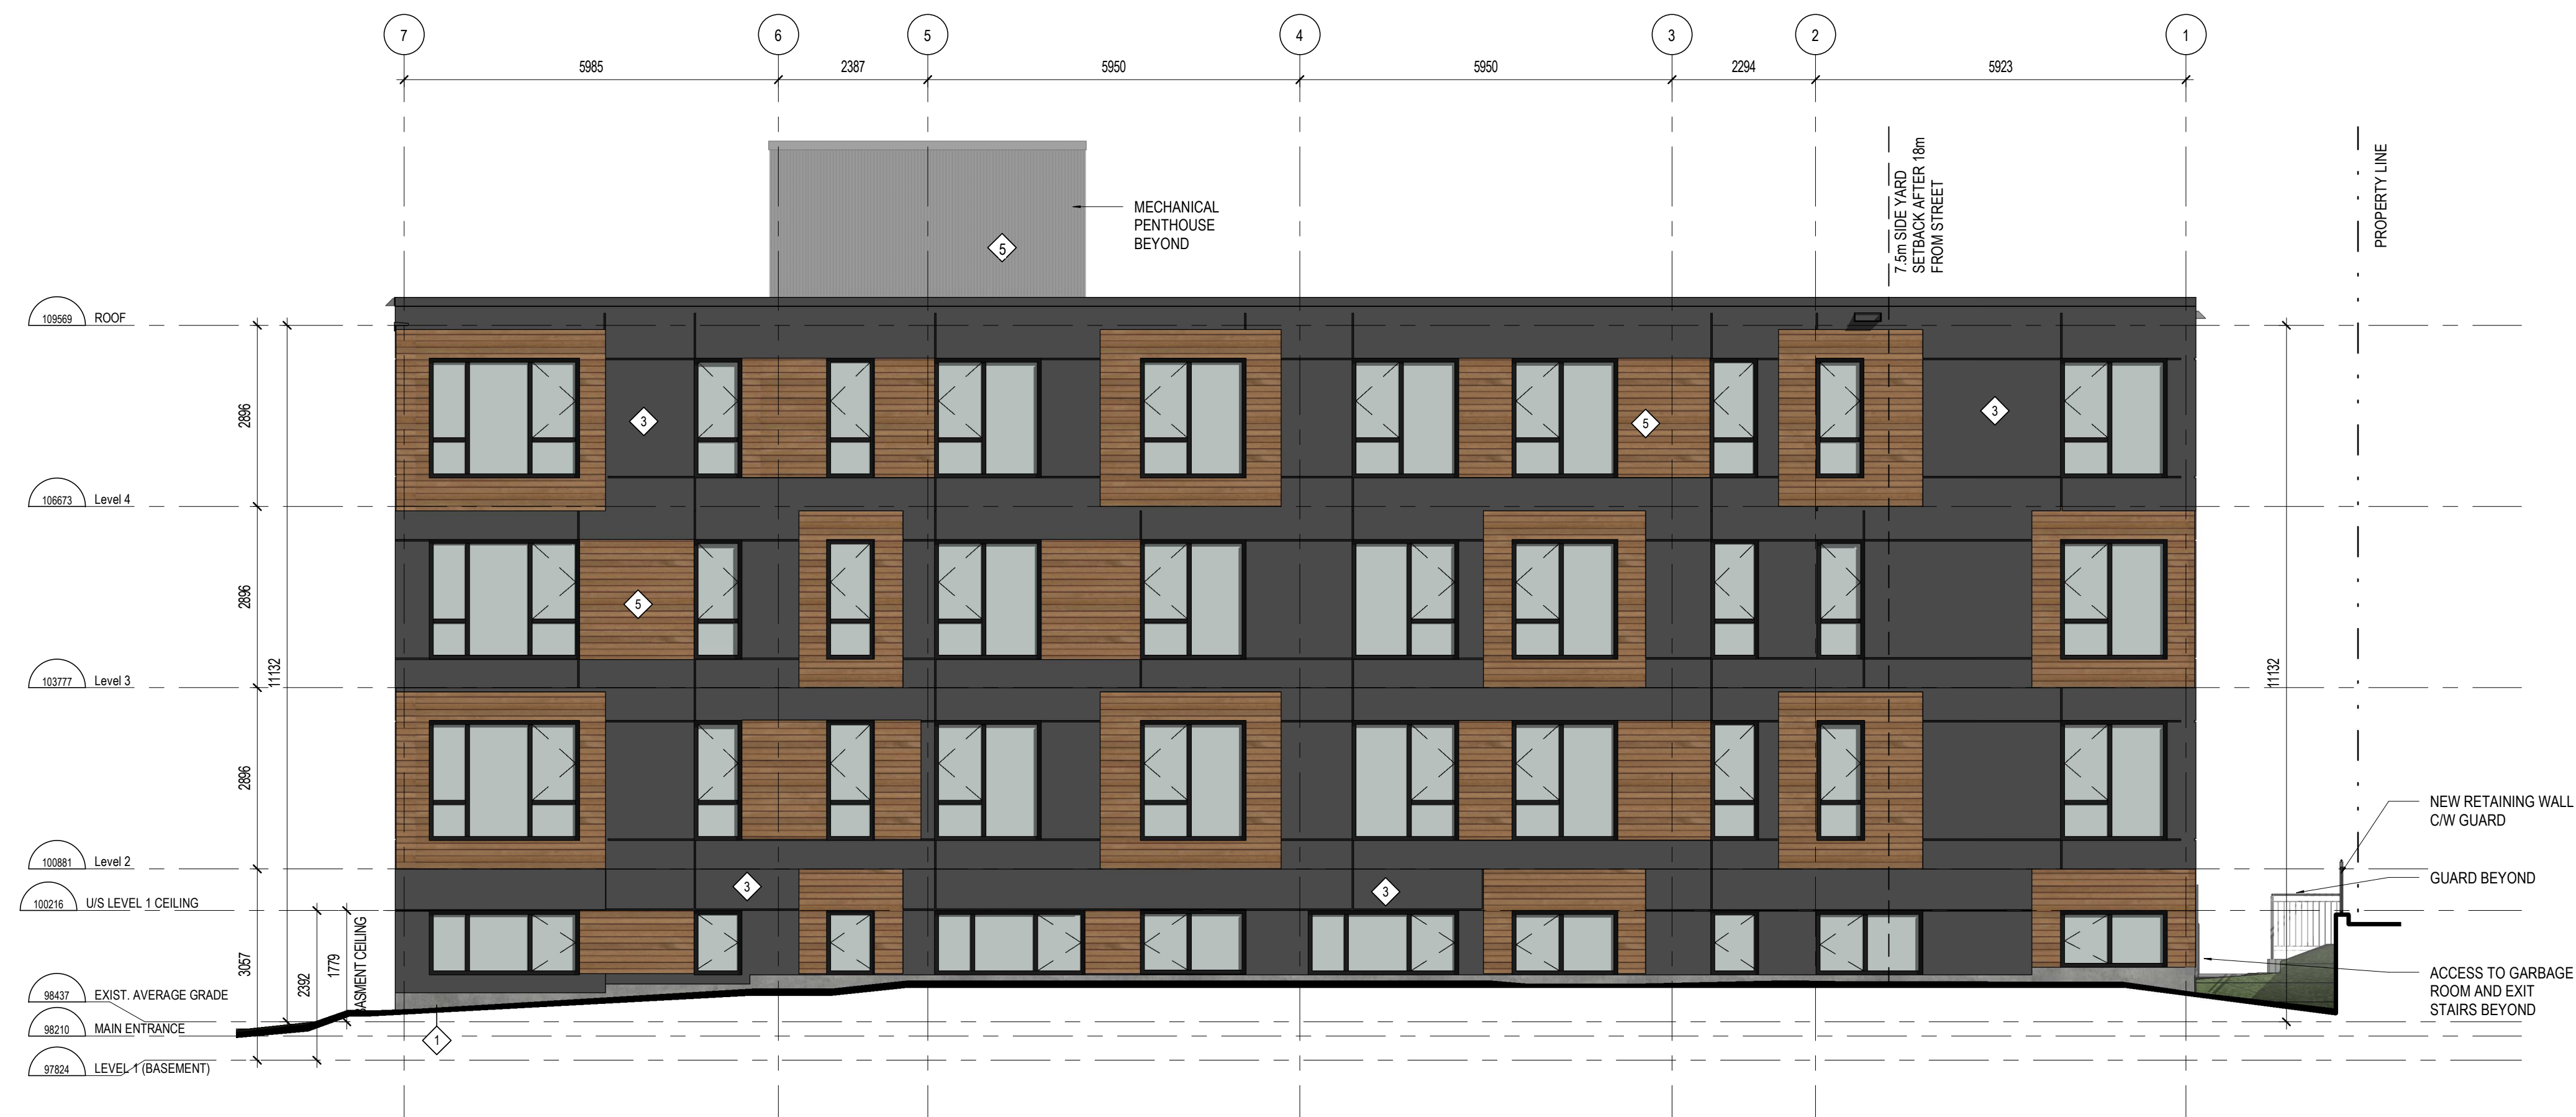 7
6
5
4
3
2
1
5985
2387
5950
5950
2294
5923
MECHANICAL
PENTHOUSE
BEYOND
5
7.5m SIDE YARD
SETBACK AFTER 18m
FROM STREET
PROPERTY LINE
109569 ROOF
2896
3
5
3
106673 Level 4
2896
5
103777 Level 3
11132
11132
2896
NEW RETAINING WALL
C/W GUARD
100881 Level 2
GUARD BEYOND
3
3
100216 U/S LEVEL 1 CEILING
3057
2392
1779
BASMENT CEILING
98437 EXIST. AVERAGE GRADE
ACCESS TO GARBAGE
ROOM AND EXIT
STAIRS BEYOND
98210 MAIN ENTRANCE
1
97824 LEVEL 1 (BASEMENT)